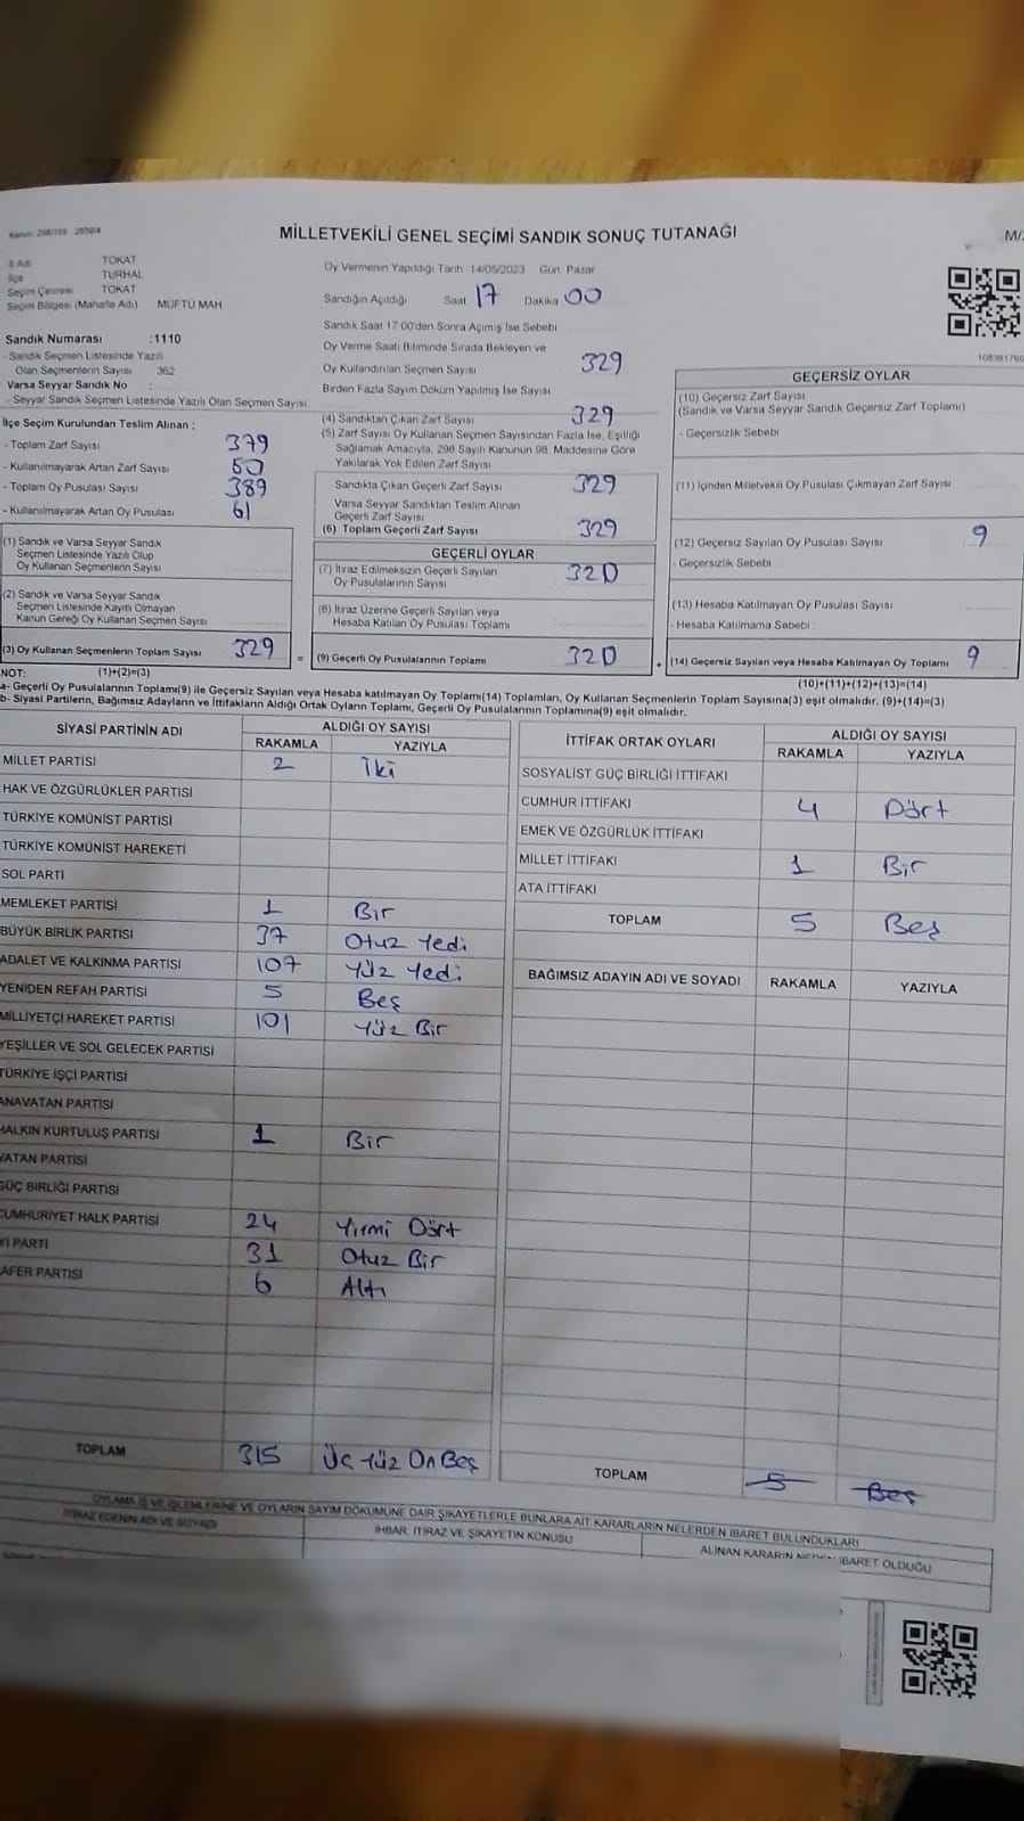 MİLLETVEKİLİ GENEL SEÇİMİ SANDIK SONUÇ TUTANAĞI
İl Adı TOKAT
İlçe TURHAL
Seçim Çevresi TOKAT
Seçim Bölgesi (Mahalle Adı) MÜFTÜ MAH
Sandık Numarası :1110
- Sandık Seçmen Listesinde Yazılı
Olan Seçmenlerin Sayısı 362
Varsa Seyyar Sandık No :
- Seyyar Sandık Seçmen Listesinde Yazılı Olan Seçmen Sayısı
İlçe Seçim Kurulundan Teslim Alınan :
- Toplam Zarf Sayısı 379
- Kullanılmayarak Artan Zarf Sayısı 50
- Toplam Oy Pusulası Sayısı 389
- Kullanılmayarak Artan Oy Pusulası 61
(1) Sandık ve Varsa Seyyar Sandık
Seçmen Listesinde Yazılı Olup
Oy Kullanan Seçmenlerin Sayısı
(2) Sandık ve Varsa Seyyar Sandık
Seçmen Listesinde Kayıtlı Olmayan
Kanun Gereği Oy Kullanan Seçmen Sayısı
(3) Oy Kullanan Seçmenlerin Toplam Sayısı 329
Oy Vermenin Yapıldığı Tarih :14/05/2023 Gün: Pazar
Sandığın Açıldığı Saat 17 Dakika 00
Sandık Saat 17:00'den Sonra Açılmış İse Sebebi
Oy Verme Saati Bitiminde Sırada Bekleyen ve
Oy Kullandırılan Seçmen Sayısı 329
Birden Fazla Sayım Döküm Yapılmış İse Sayısı
(4) Sandıktan Çıkan Zarf Sayısı 329
(5) Zarf Sayısı Oy Kullanan Seçmen Sayısından Fazla İse, Eşitliği
Sağlamak Amacıyla, 298 Sayılı Kanunun 98. Maddesine Göre
Yakılarak Yok Edilen Zarf Sayısı
Sandıkta Çıkan Geçerli Zarf Sayısı 329
Varsa Seyyar Sandıktan Teslim Alınan
Geçerli Zarf Sayısı
(6) Toplam Geçerli Zarf Sayısı 329
GEÇERLİ OYLAR
(7) İtiraz Edilmeksizin Geçerli Sayılan
Oy Pusulalarının Sayısı 320
(8) İtiraz Üzerine Geçerli Sayılan veya
Hesaba Katılan Oy Pusulası Toplamı
(9) Geçerli Oy Pusulalarının Toplamı 320
GEÇERSİZ OYLAR
(10) Geçersiz Zarf Sayısı
(Sandık ve Varsa Seyyar Sandık Geçersiz Zarf Toplamı)
- Geçersizlik Sebebi
(11) İçinden Milletvekili Oy Pusulası Çıkmayan Zarf Sayısı
(12) Geçersiz Sayılan Oy Pusulası Sayısı 9
- Geçersizlik Sebebi
(13) Hesaba Katılmayan Oy Pusulası Sayısı
- Hesaba Katılmama Sebebi :
(14) Geçersiz Sayılan veya Hesaba Katılmayan Oy Toplamı 9
NOT: (1)+(2)=(3)
(10)+(11)+(12)+(13)=(14)
a- Geçerli Oy Pusulalarının Toplamı(9) ile Geçersiz Sayılan veya Hesaba katılmayan Oy Toplamı(14) Toplamları, Oy Kullanan Seçmenlerin Toplam Sayısına(3) eşit olmalıdır. (9)+(14)=(3)
b- Siyasi Partilerin, Bağımsız Adayların ve İttifakların Aldığı Ortak Oyların Toplamı, Geçerli Oy Pusulalarının Toplamına(9) eşit olmalıdır.
SİYASİ PARTİNİN ADI ALDIĞI OY SAYISI
RAKAMLA YAZIYLA
MİLLET PARTİSİ 2 İki
HAK VE ÖZGÜRLÜKLER PARTİSİ
TÜRKİYE KOMÜNİST PARTİSİ
TÜRKİYE KOMÜNİST HAREKETİ
SOL PARTİ
MEMLEKET PARTİSİ 1 Bir
BÜYÜK BİRLİK PARTİSİ 37 Otuz Yedi
ADALET VE KALKINMA PARTİSİ 107 Yüz Yedi
YENİDEN REFAH PARTİSİ 5 Beş
MİLLİYETÇİ HAREKET PARTİSİ 101 Yüz Bir
YEŞİLLER VE SOL GELECEK PARTİSİ
TÜRKİYE İŞÇİ PARTİSİ
ANAVATAN PARTİSİ
HALKIN KURTULUŞ PARTİSİ 1 Bir
VATAN PARTİSİ
GÜÇ BİRLİĞİ PARTİSİ
CUMHURİYET HALK PARTİSİ 24 Yirmi Dört
İYİ PARTİ 31 Otuz Bir
ZAFER PARTİSİ 6 Altı
TOPLAM 315 Üç Yüz On Beş
İTTİFAK ORTAK OYLARI ALDIĞI OY SAYISI
RAKAMLA YAZIYLA
SOSYALİST GÜÇ BİRLİĞİ İTTİFAKI
CUMHUR İTTİFAKI 4 Dört
EMEK VE ÖZGÜRLÜK İTTİFAKI
MİLLET İTTİFAKI 1 Bir
ATA İTTİFAKI
TOPLAM 5 Beş
BAĞIMSIZ ADAYIN ADI VE SOYADI RAKAMLA YAZIYLA
TOPLAM 5 Beş
OYLAMA İŞ VE İŞLEMLERİNE VE OYLARIN SAYIM DÖKÜMÜNE DAİR ŞİKAYETLERLE BUNLARA AİT KARARLARIN NELERDEN İBARET BULUNDUKLARI
İTİRAZ EDENİN ADI VE SOYADI İHBAR, İTİRAZ VE ŞİKAYETİN KONUSU ALINAN KARARIN NEDEN İBARET OLDUĞU